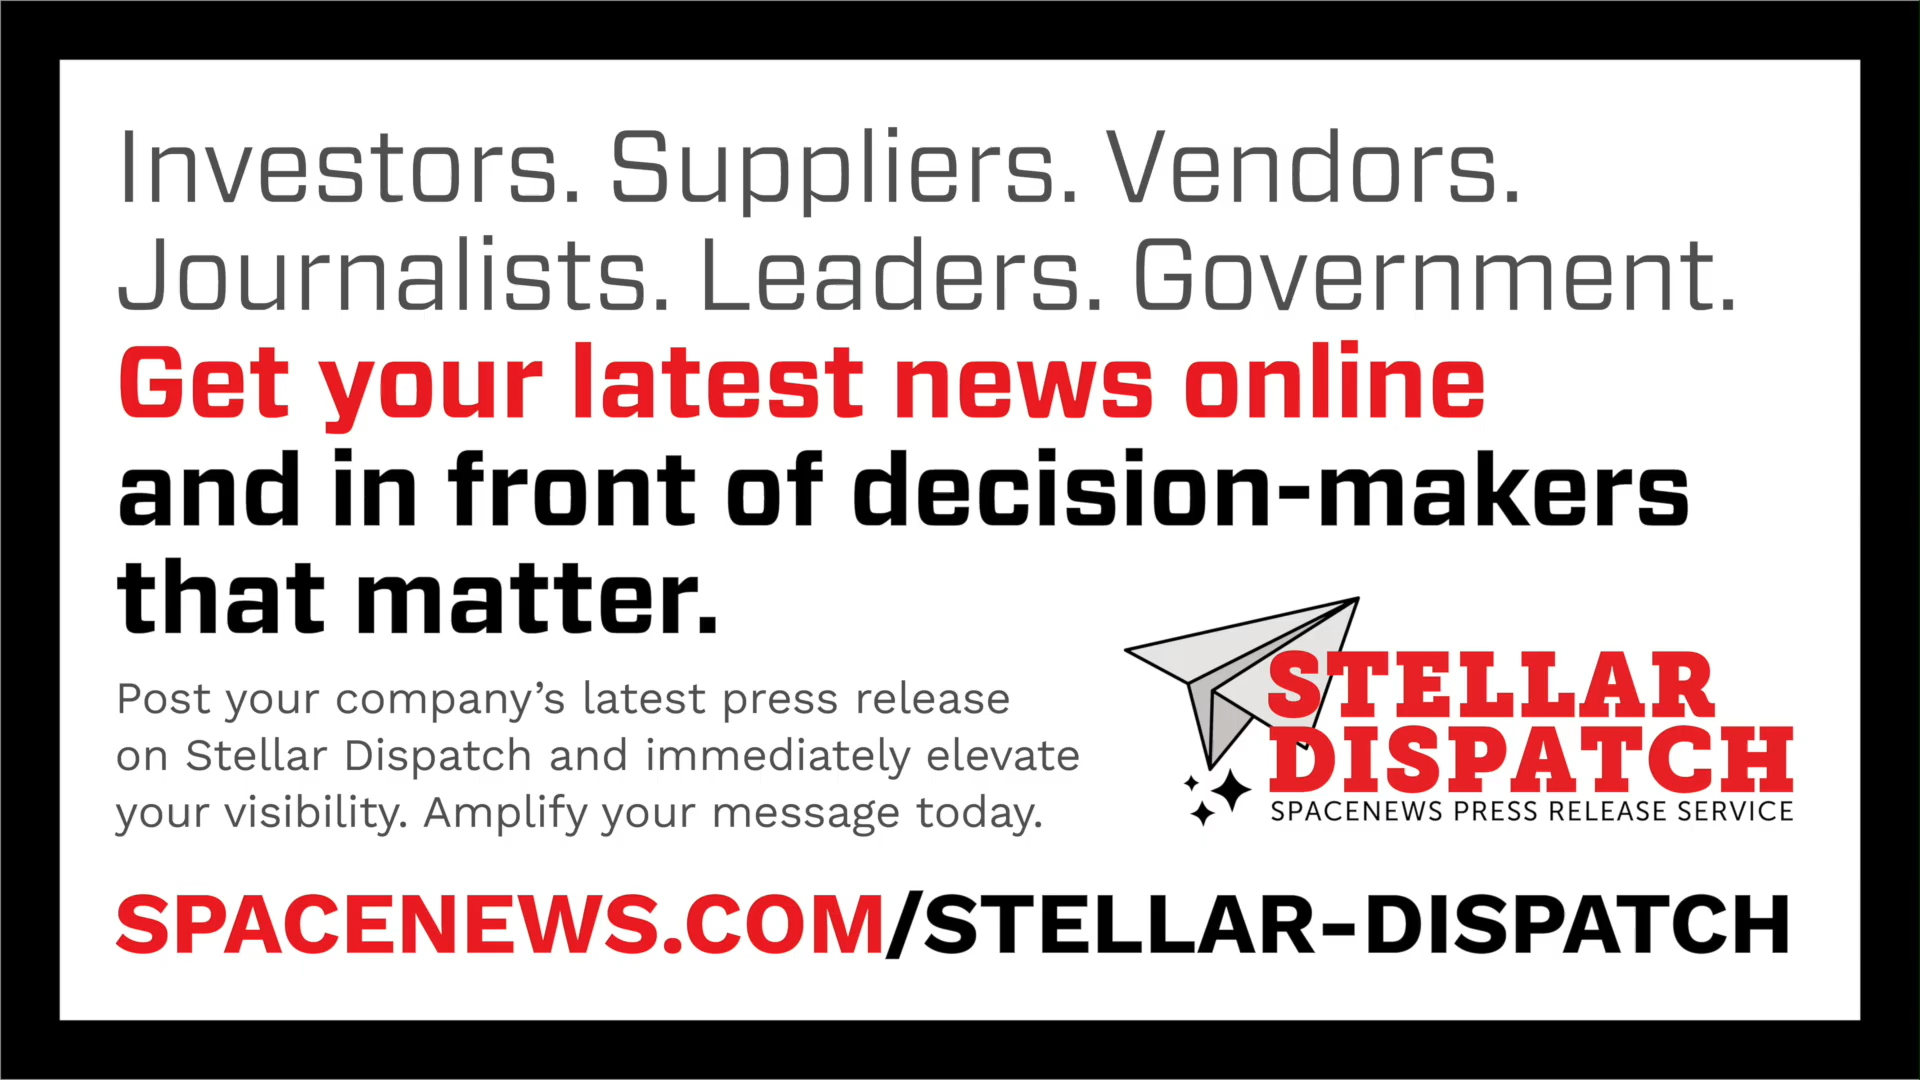 Investors. Suppliers. Vendors.
Journalists. Leaders. Government.
Get your latest news online
and in front of decision-makers
that matter.
Post your company’s latest press release
on Stellar Dispatch and immediately elevate
your visibility. Amplify your message today.
STELLAR
DISPATCH
SPACENEWS PRESS RELEASE SERVICE
SPACENEWS.COM/STELLAR-DISPATCH